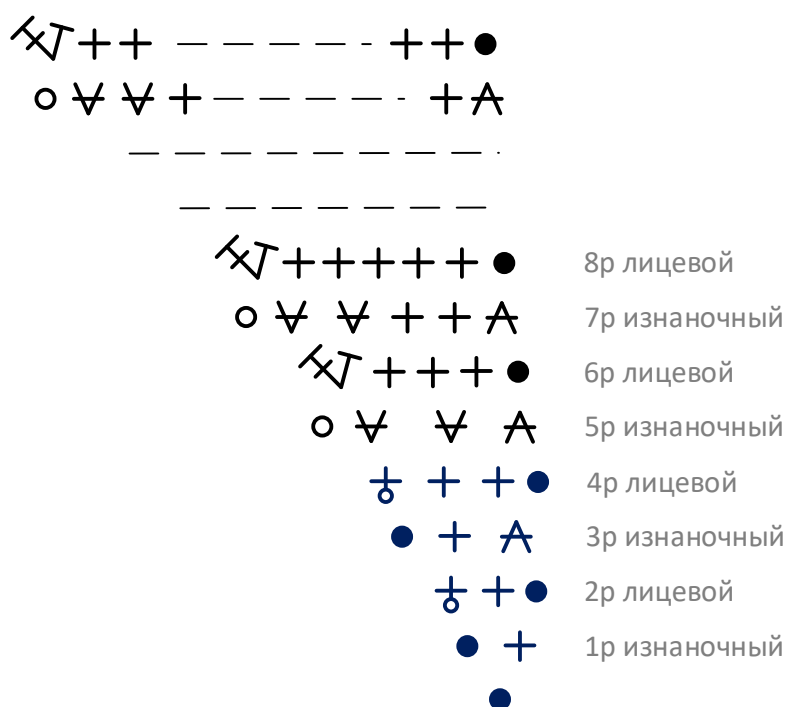 8р лицевой
7р изнаночный
6р лицевой
5р изнаночный
4р лицевой
3р изнаночный
2р лицевой
1р изнаночный